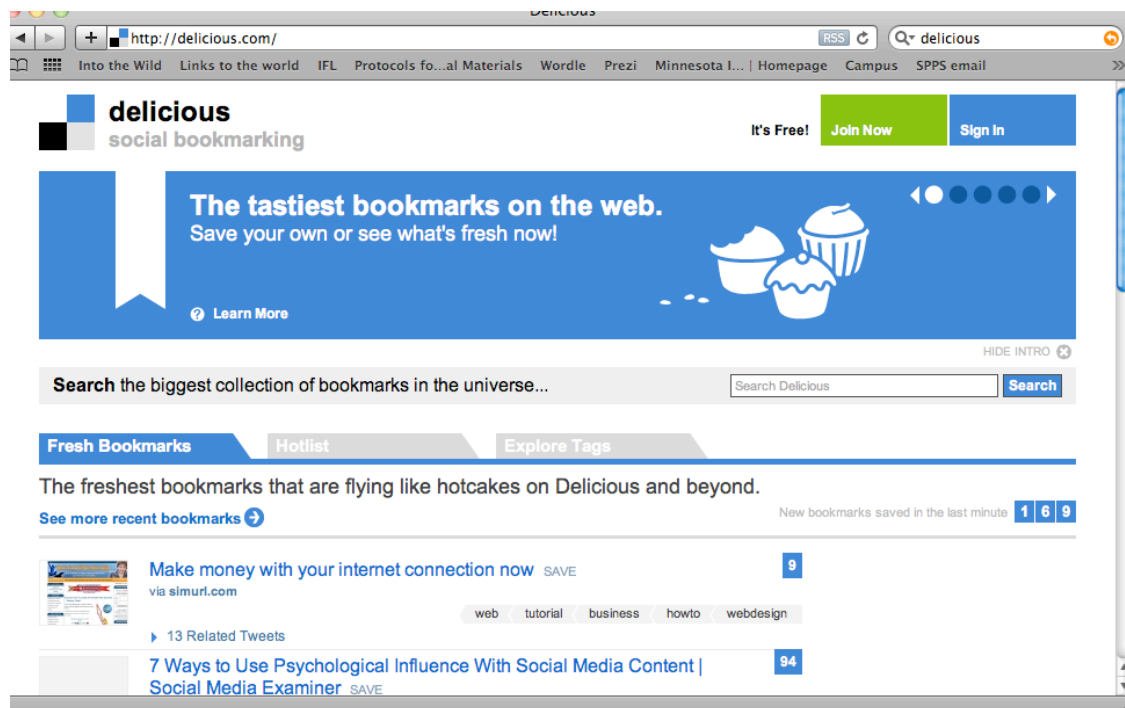 Delicious
http://delicious.com/
RSS
delicious
Into the Wild Links to the world IFL Protocols fo...al Materials Wordle Prezi Minnesota I... | Homepage Campus SPPS email
delicious
social bookmarking
It's Free!
Join Now
Sign In
The tastiest bookmarks on the web.
Save your own or see what's fresh now!
? Learn More
HIDE INTRO
Search the biggest collection of bookmarks in the universe...
Search Delicious
Search
Fresh Bookmarks
Hotlist
Explore Tags
The freshest bookmarks that are flying like hotcakes on Delicious and beyond.
See more recent bookmarks
New bookmarks saved in the last minute 1 6 9
Make money with your internet connection now SAVE
9
via simurl.com
web tutorial business howto webdesign
13 Related Tweets
7 Ways to Use Psychological Influence With Social Media Content |
Social Media Examiner SAVE
94